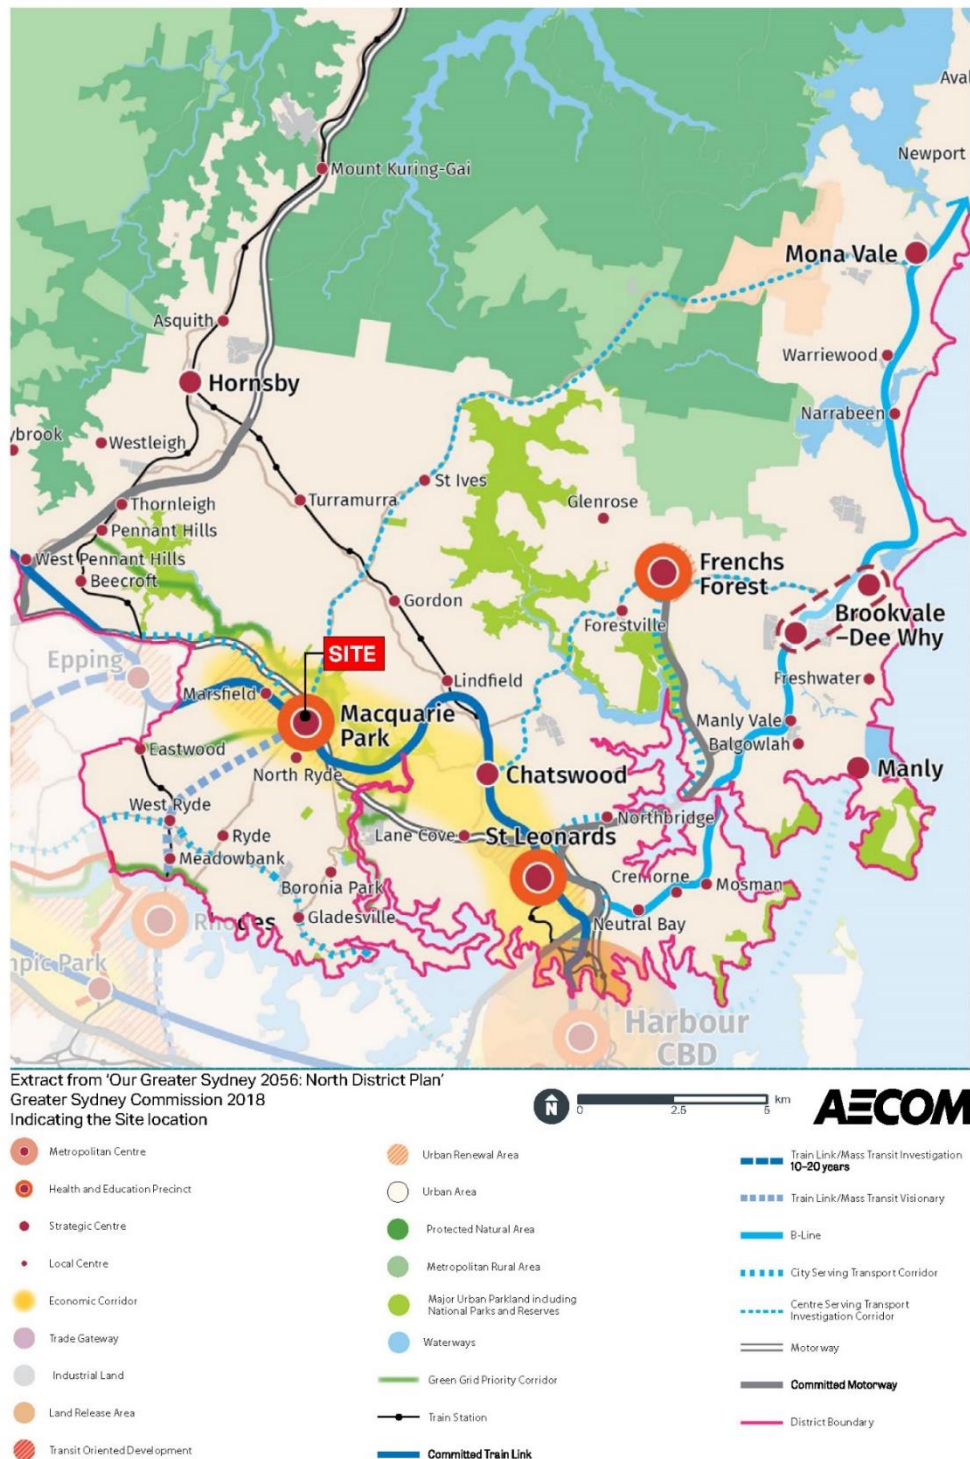 Aval
Newport
Mount Kuring-Gai
Mona Vale
Asquith
Warriewood
Hornsby
Narrabeen
ybrook
Westleigh
St Ives
Turramurra
Glenrose
Thornleigh
Pennant Hills
West Pennant Hills
Beecroft
Frenchs
Forest
Gordon
Forestville
Brookvale
–Dee Why
SITE
Epping
Lindfield
Freshwater
Marsfield
Macquarie
Park
Manly Vale
Balgowlah
Eastwood
North Ryde
Chatswood
Manly
West Ryde
Northbridge
Ryde
Lane Cove
St Leonards
Meadowbank
Boronia Park
Cremorne
Mosman
Rhodes
Gladesville
Neutral Bay
mpic Park
Harbour
CBD
Extract from 'Our Greater Sydney 2056: North District Plan'
Greater Sydney Commission 2018
Indicating the Site location
N
0 2.5 5 km
AECOM
Metropolitan Centre
Health and Education Precinct
Strategic Centre
Local Centre
Economic Corridor
Trade Gateway
Industrial Land
Land Release Area
Transit Oriented Development
Urban Renewal Area
Urban Area
Protected Natural Area
Metropolitan Rural Area
Major Urban Parkland including
National Parks and Reserves
Waterways
Green Grid Priority Corridor
Train Station
Committed Train Link
Train Link/Mass Transit Investigation
10–20 years
Train Link/Mass Transit Visionary
B-Line
City Serving Transport Corridor
Centre Serving Transport
Investigation Corridor
Motorway
Committed Motorway
District Boundary